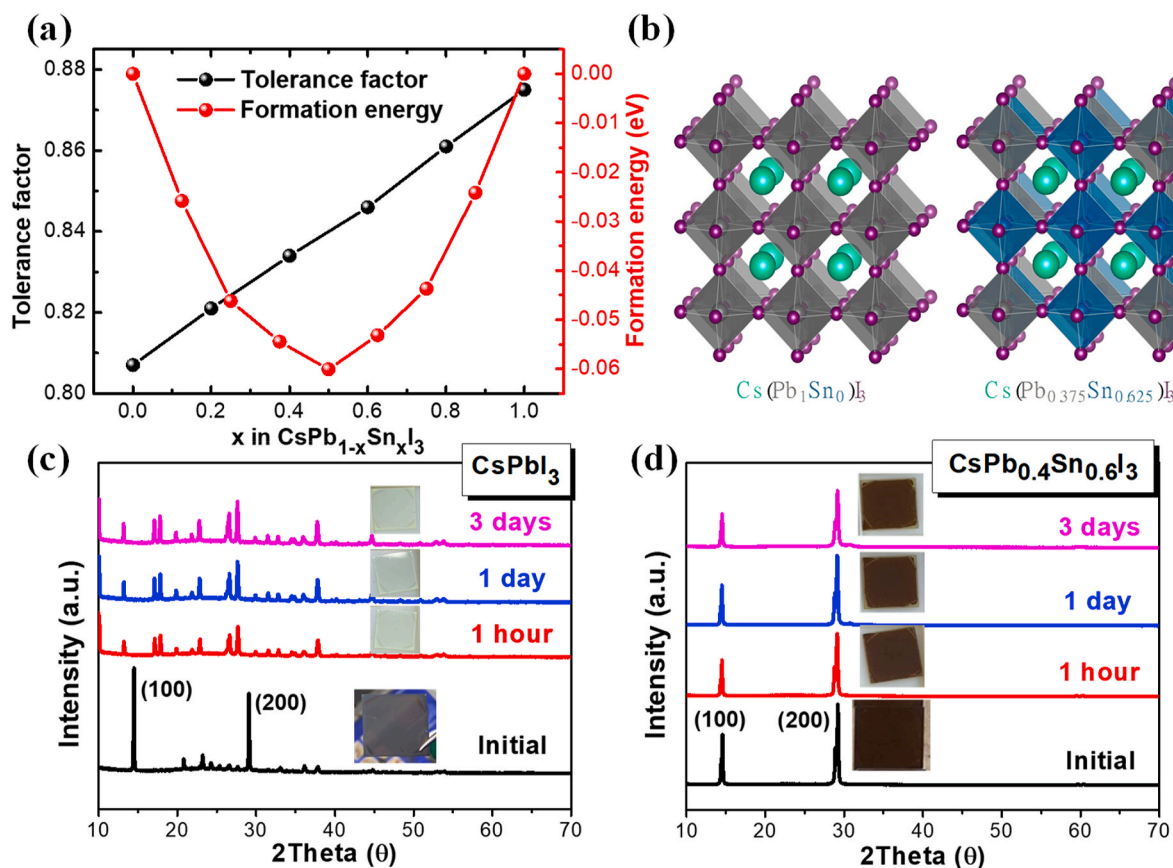 (a)
0.88
0.86
0.84
0.82
0.80
Tolerance factor
Tolerance factor
Formation energy
0.00
-0.01
-0.02
-0.03
-0.04
-0.05
-0.06
Formation energy (eV)
0.0 0.2 0.4 0.6 0.8 1.0
x in CsPb1-xSnxI3
(b)
Cs(Pb1Sn0)I3
Cs(Pb0.375Sn0.625)I3
(c)
CsPbI3
3 days
1 day
1 hour
(100)
(200)
Initial
Intensity (a.u.)
10 20 30 40 50 60 70
2Theta (θ)
(d)
CsPb0.4Sn0.6I3
3 days
1 day
1 hour
(100)
(200)
Initial
Intensity (a.u.)
10 20 30 40 50 60 70
2Theta (θ)